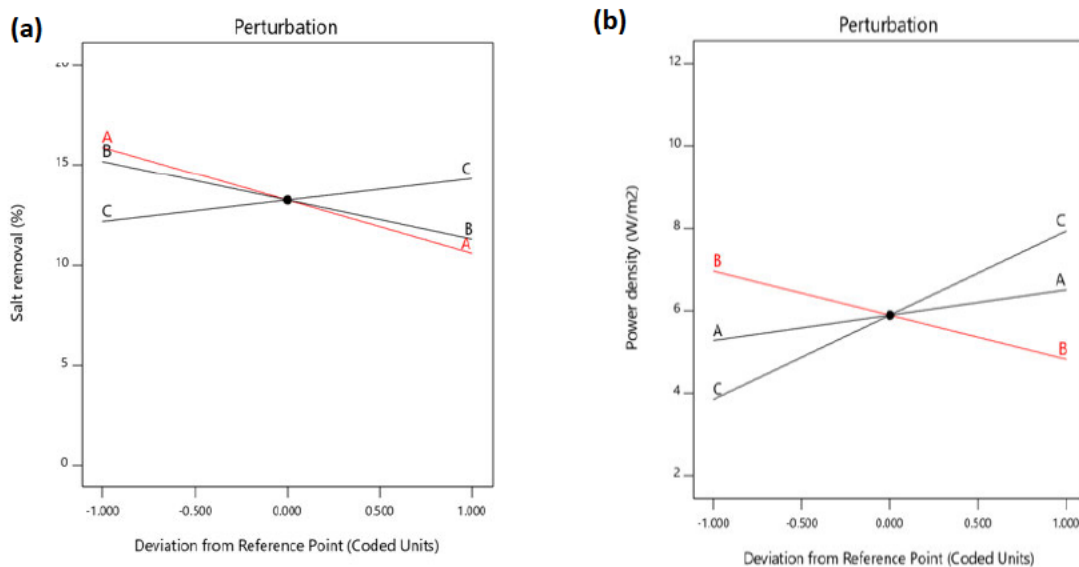 (a)
Perturbation
20
15
10
5
0
Salt removal (%)
A
B
C
C
B
A
-1.000
-0.500
0.000
0.500
1.000
Deviation from Reference Point (Coded Units)
(b)
Perturbation
12
10
8
6
4
2
Power density (W/m2)
B
A
C
C
A
B
-1.000
-0.500
0.000
0.500
1.000
Deviation from Reference Point (Coded Units)